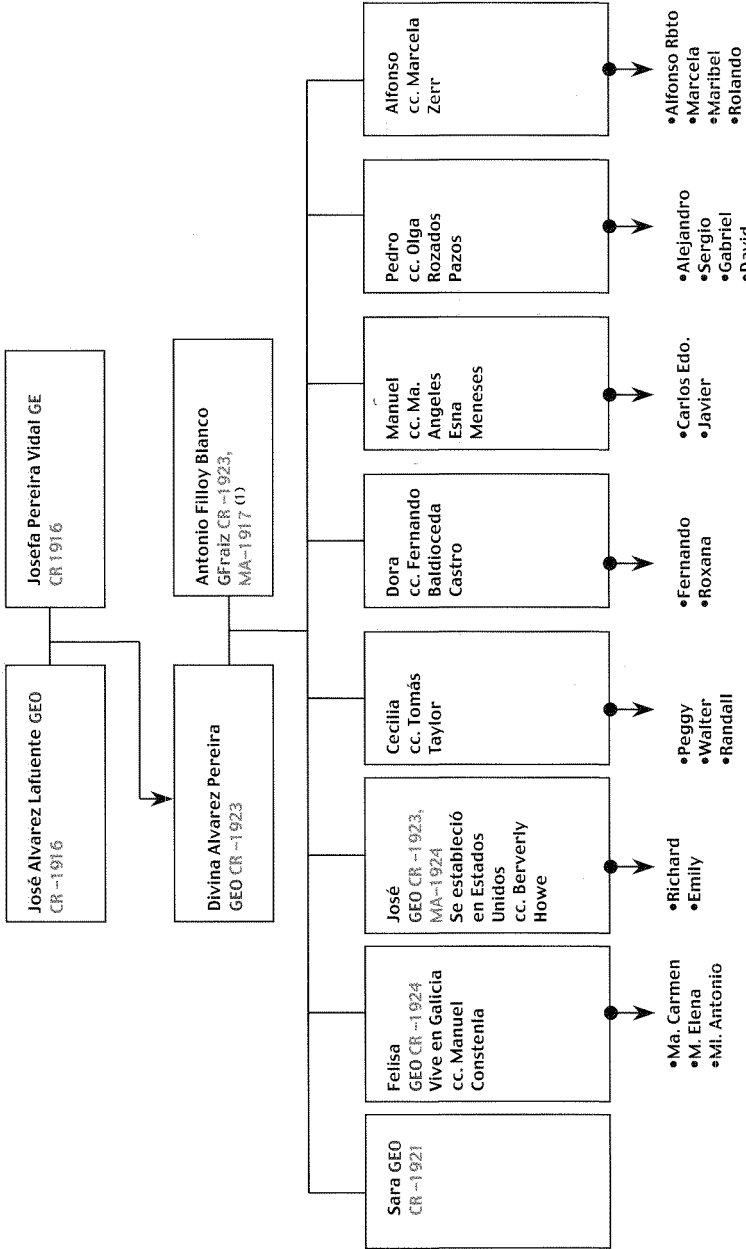 José Alvarez Lafuente GEO
CR -1916
Josefa Pereira Vidal GE
CR 1916
Divina Alvarez Pereira
GEO CR -1923
Antonio Filloy Blanco
GFraiz CR -1923,
MA-1917 (1)
Sara GEO
CR -1921
Felisa
GEO CR -1924
Vive en Galicia
cc. Manuel
Constenla
José
GEO CR -1923,
MA-1924
Se estableció
en Estados
Unidos
cc. Berverly
Howe
Cecilia
cc. Tomás
Taylor
Dora
cc. Fernando
Baldioceda
Castro
Manuel
cc. Ma.
Angeles
Esna
Meneses
Pedro
cc. Olga
Rozados
Pazos
Alfonso
cc. Marcela
Zerr
•Ma. Carmen
•M. Elena
•Ml. Antonio
•Richard
•Emily
•Peggy
•Walter
•Randall
•Fernando
•Roxana
•Carlos Edo.
•Javier
•Alejandro
•Sergio
•Gabriel
•David
•Alfonso Rbto
•Marcela
•Maribel
•Rolando